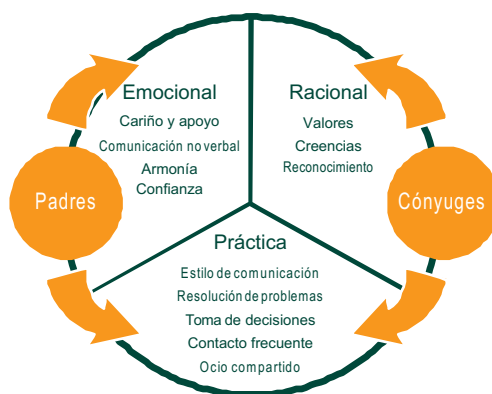 Emocional
Cariño y apoyo
Comunicación no verbal
Armonía
Confianza
Racional
Valores
Creencias
Reconocimiento
Padres
Cónyuges
Práctica
Estilo de comunicación
Resolución de problemas
Toma de decisiones
Contacto frecuente
Ocio compartido